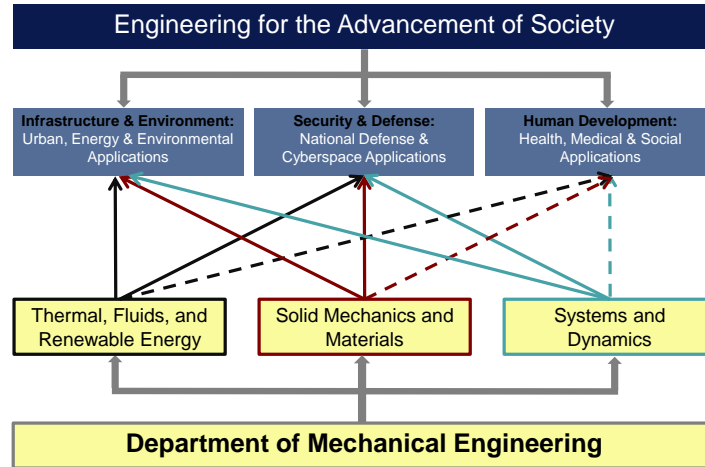 Engineering for the Advancement of Society
Infrastructure & Environment:
Urban, Energy & Environmental
Applications
Security & Defense:
National Defense &
Cyberspace Applications
Human Development:
Health, Medical & Social
Applications
Thermal, Fluids, and
Renewable Energy
Solid Mechanics and
Materials
Systems and
Dynamics
Department of Mechanical Engineering